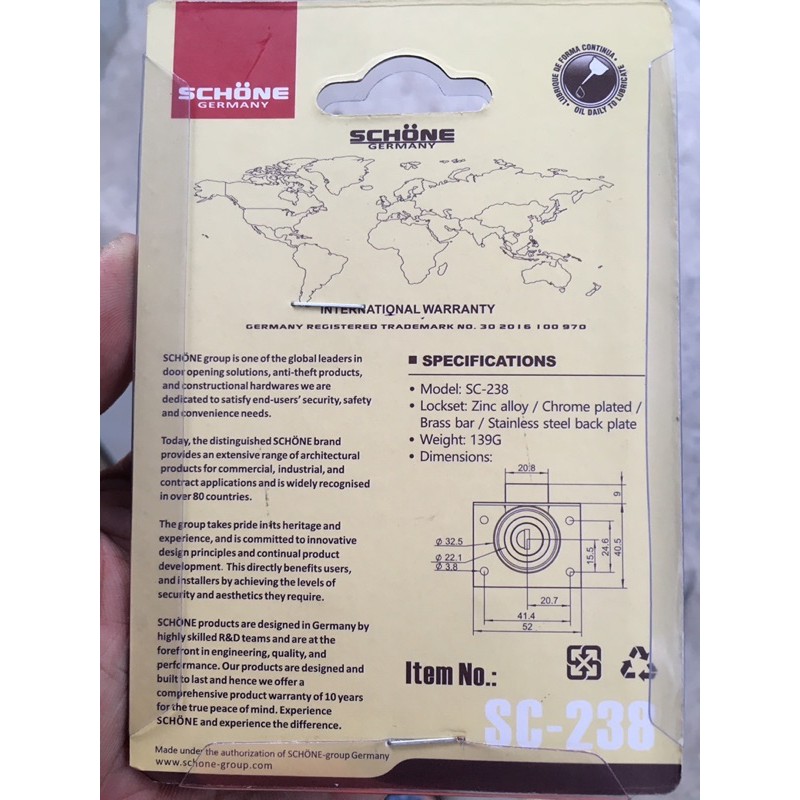 SCHÖNE
GERMANY
LUBRIQUE DE FORMA CONTINUA
OIL DAILY TO LUBRICATE
SCHÖNE
GERMANY
INTERNATIONAL WARRANTY
GERMANY REGISTERED TRADEMARK NO. 30 2016 100 970
SCHÖNE group is one of the global leaders in
door opening solutions, anti-theft products,
and constructional hardwares we are
dedicated to satisfy end-users' security, safety
and convenience needs.
Today, the distinguished SCHÖNE brand
provides an extensive range of architectural
products for commercial, industrial, and
contract applications and is widely recognised
in over 80 countries.
The group takes pride in its heritage and
experience, and is committed to innovative
design principles and continual product
development. This directly benefits users,
and installers by achieving the levels of
security and aesthetics they require.
SCHÖNE products are designed in Germany by
highly skilled R&D teams and are at the
forefront in engineering, quality, and
performance. Our products are designed and
built to last and hence we offer a
comprehensive product warranty of 10 years
for the true peace of mind. Experience
SCHÖNE and experience the difference.
Made under the authorization of SCHÖNE-group Germany
www.schone-group.com
■ SPECIFICATIONS
• Model: SC-238
• Lockset: Zinc alloy / Chrome plated /
Brass bar / Stainless steel back plate
• Weight: 139G
• Dimensions:
20.8
9
Ø 32.5
Ø 22.1
Ø 3.8
15.5
24.6
40.5
20.7
41.4
52
Item No.:
SC-238